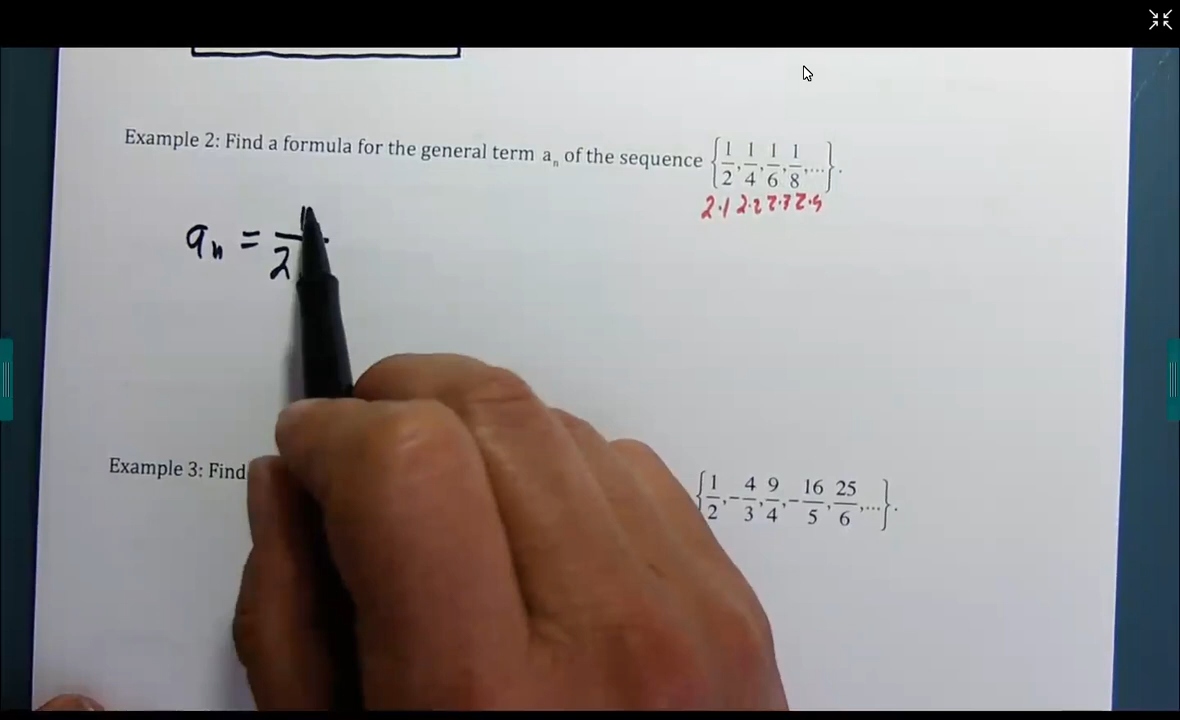 Example 2: Find a formula for the general term aₙ of the sequence {1/2, 1/4, 1/6, 1/8, ...}.
2·1 2·2 2·3 2·4
aₙ = 1/2
Example 3: Find {1/2, -4/3, 9/4, -16/5, 25/6, ...}.